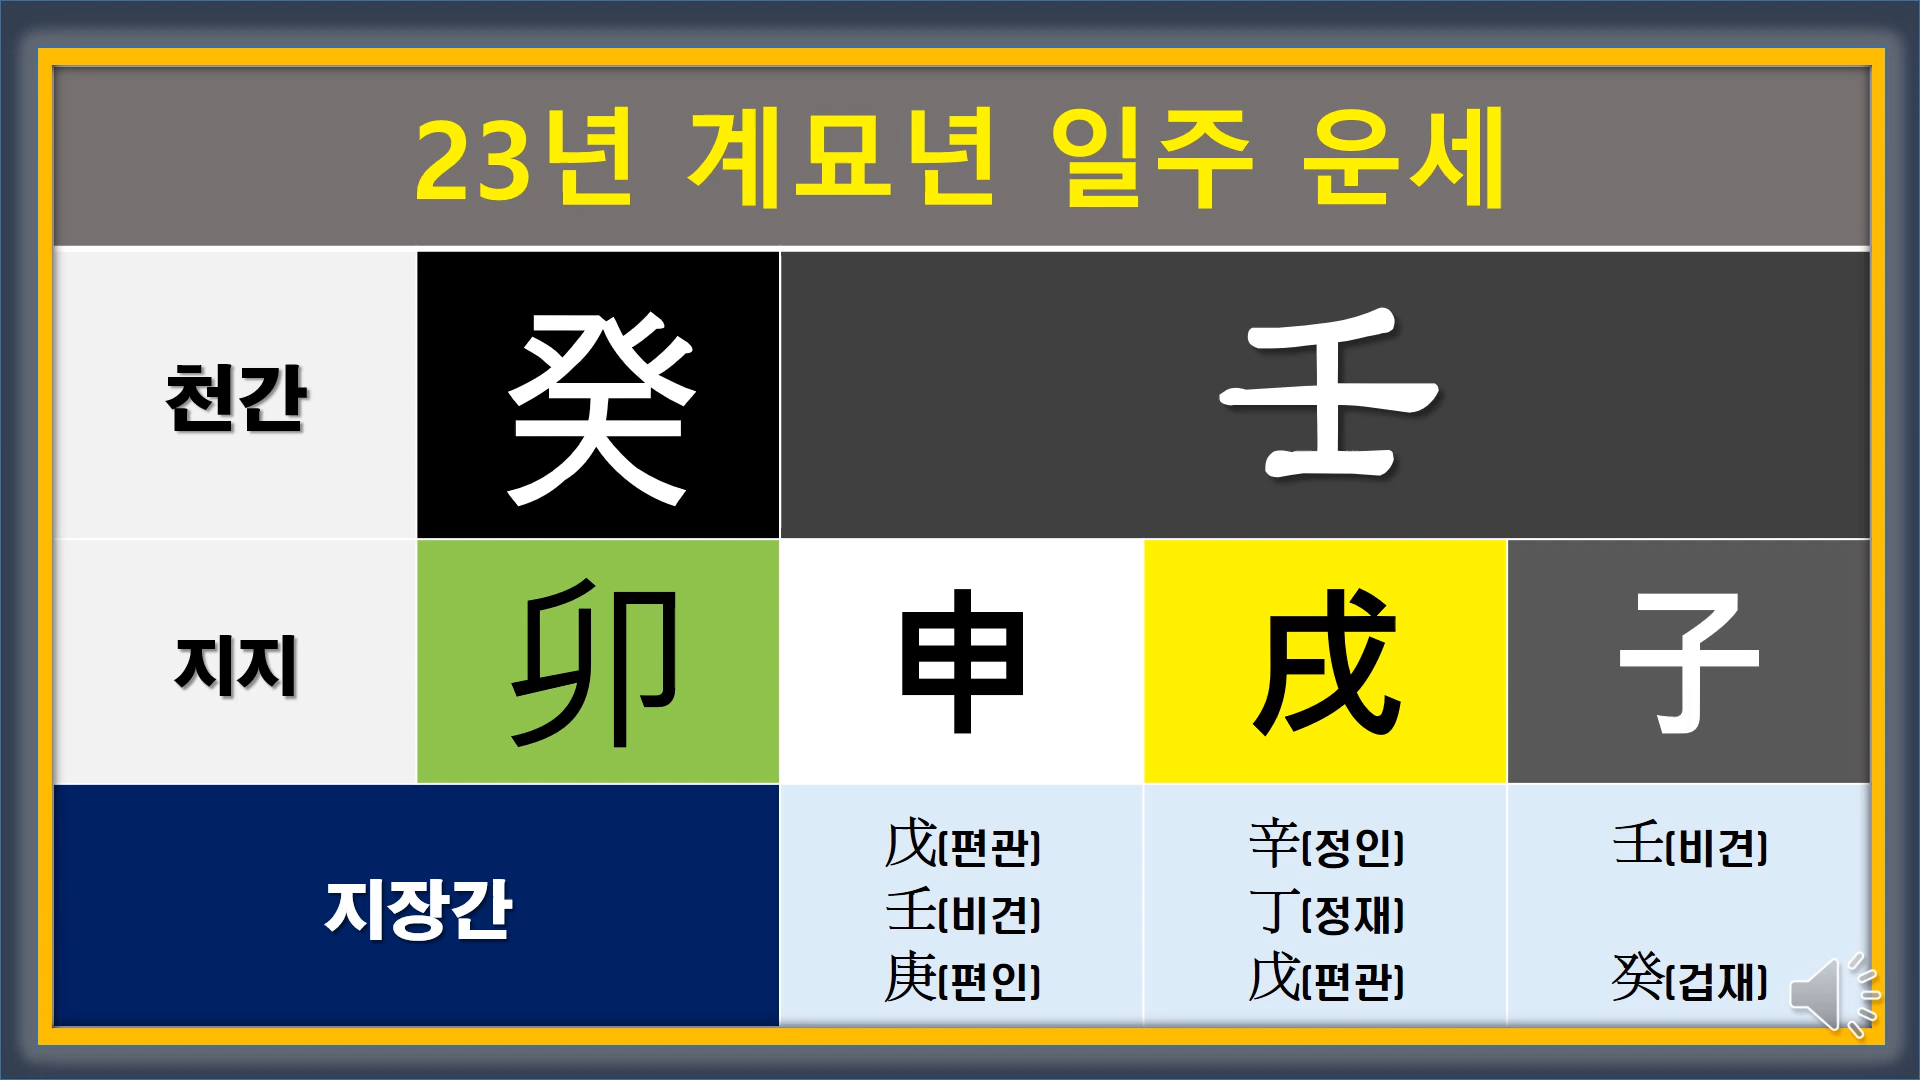 23년 계묘년 일주 운세
천간 癸 壬
지지 卯 申 戌 子
지장간
戊(편관) 辛(정인) 壬(비견)
壬(비견) 丁(정재)
庚(편인) 戊(편관) 癸(겁재)